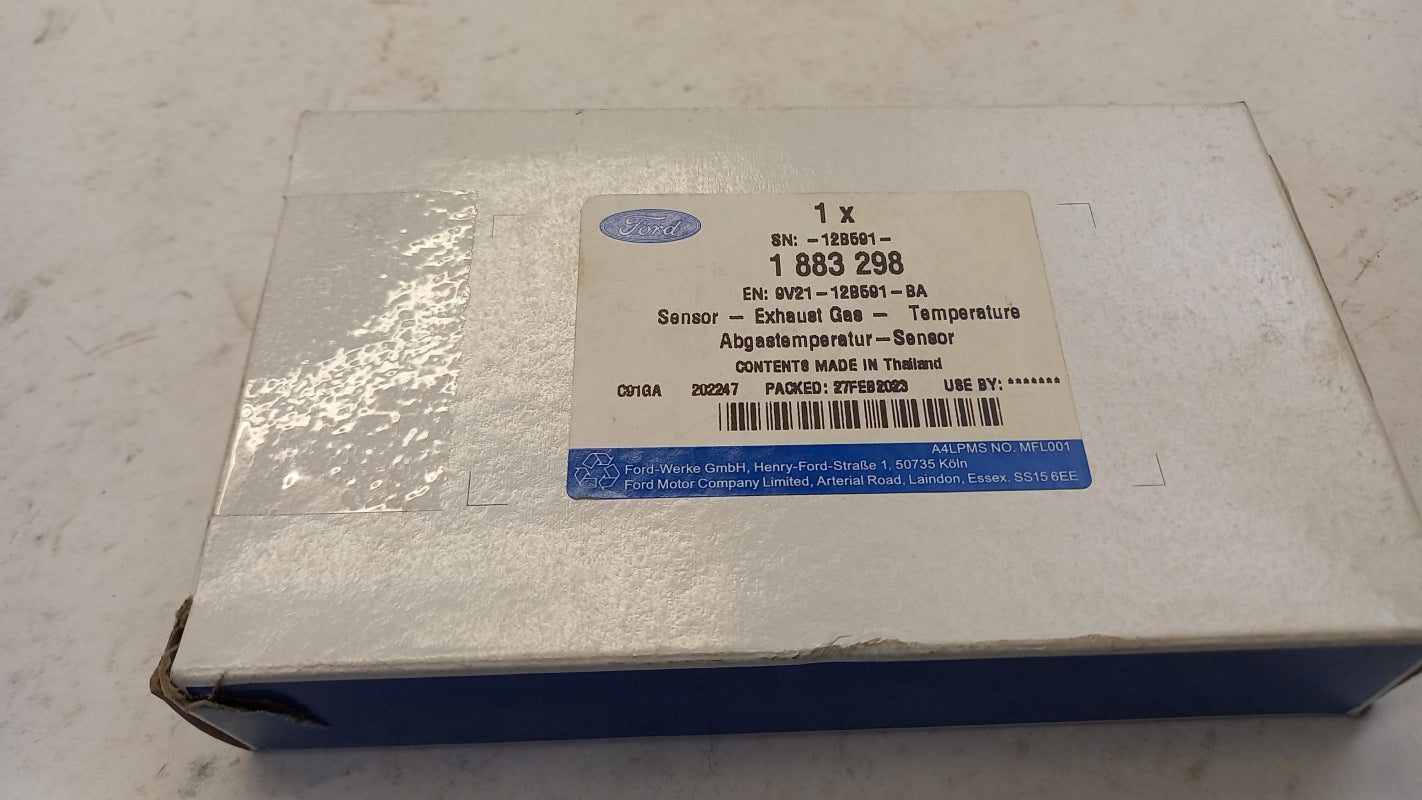 Ford
1 x
SN: -12B591-
1 883 298
EN: 9V21-12B591-BA
Sensor - Exhaust Gas - Temperature
Abgastemperatur-Sensor
CONTENTS MADE IN Thailand
C91GA 202247 PACKED: 27FEB2023 USE BY: *******
A4LPMS NO. MFL001
Ford-Werke GmbH, Henry-Ford-Straße 1, 50735 Köln
Ford Motor Company Limited, Arterial Road, Laindon, Essex. SS15 6EE